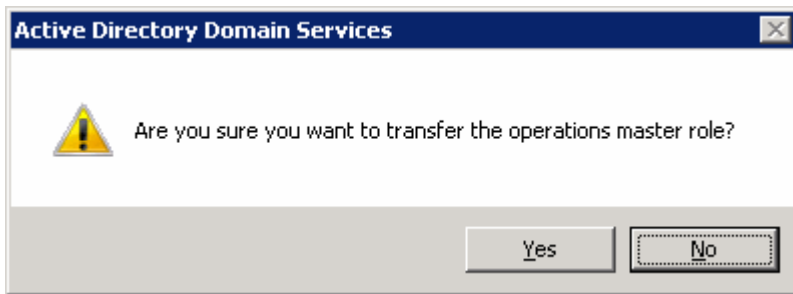 Active Directory Domain Services
Are you sure you want to transfer the operations master role?
Yes
No